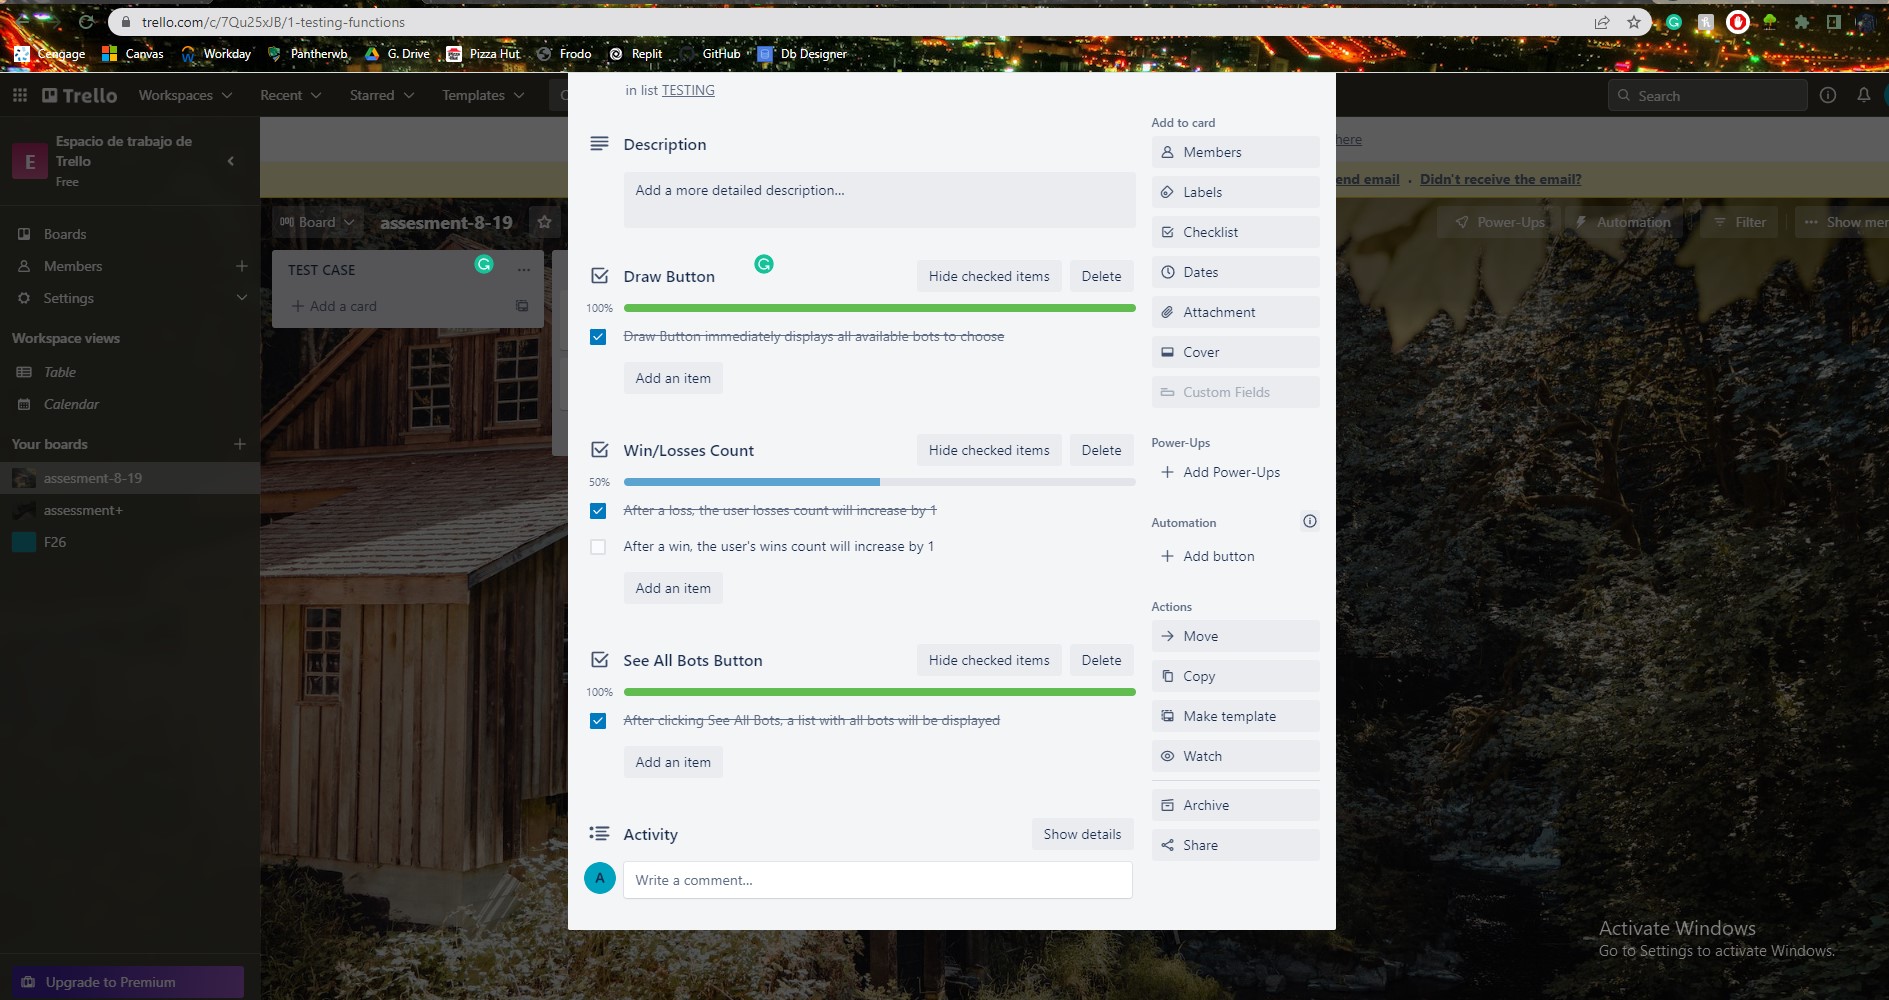 trello.com/c/7Qu25xJB/1-testing-functions
Cengage Canvas Workday Pantherwb G. Drive Pizza Hut Frodo Replit GitHub Db Designer
Trello Workspaces Recent Starred Templates
Search
Espacio de trabajo de
Trello
Free
Boards
Members
Settings
Workspace views
Table
Calendar
Your boards
assesment-8-19
assessment+
F26
Upgrade to Premium
here
end email · Didn't receive the email?
Board assesment-8-19
Power-Ups Automation Filter Show mer
TEST CASE
+ Add a card
in list TESTING
Description
Add a more detailed description...
Draw Button
Hide checked items Delete
100%
Draw Button immediately displays all available bots to choose
Add an item
Win/Losses Count
Hide checked items Delete
50%
After a loss, the user losses count will increase by 1
After a win, the user's wins count will increase by 1
Add an item
See All Bots Button
Hide checked items Delete
100%
After clicking See All Bots, a list with all bots will be displayed
Add an item
Activity
Show details
A
Write a comment...
Add to card
Members
Labels
Checklist
Dates
Attachment
Cover
Custom Fields
Power-Ups
+ Add Power-Ups
Automation
+ Add button
Actions
Move
Copy
Make template
Watch
Archive
Share
Activate Windows
Go to Settings to activate Windows.